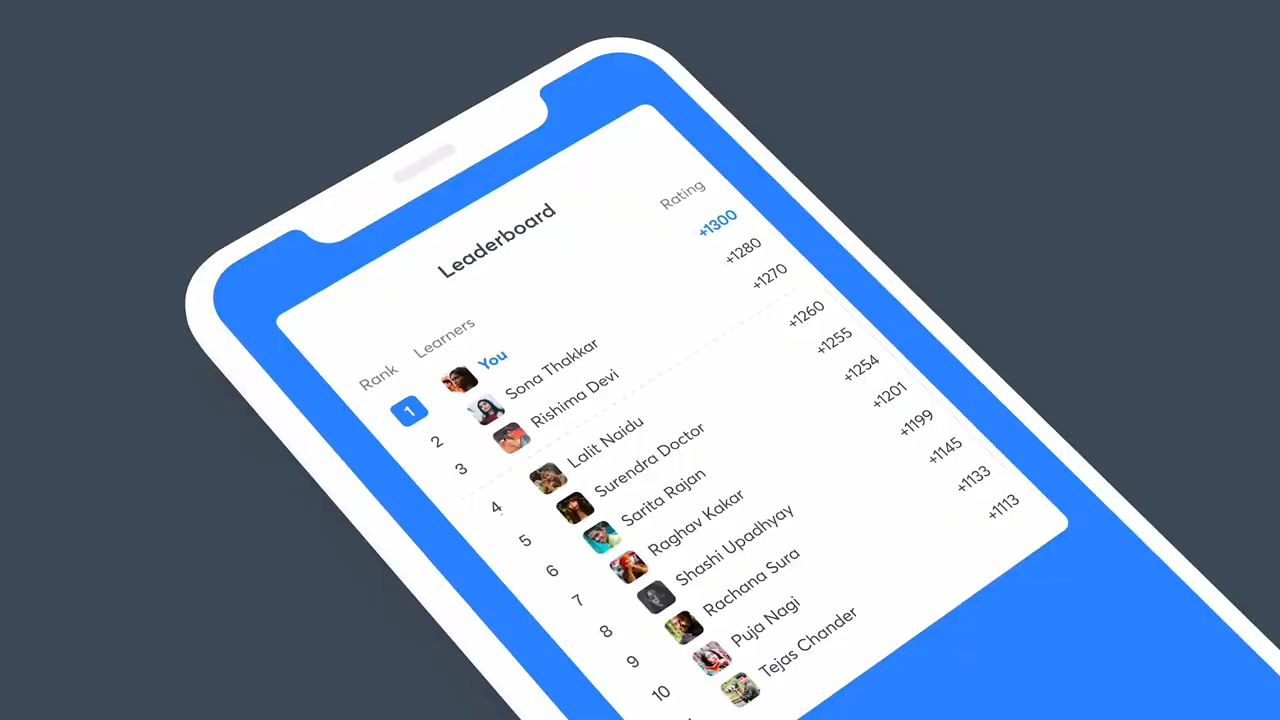 Leaderboard
Rank Learners Rating
1 You +1300
2 Sona Thakkar +1280
3 Rishima Devi +1270
4 Lalit Naidu +1260
5 Surendra Doctor +1255
6 Sarita Rajan +1254
7 Raghav Kakar +1201
8 Shashi Upadhyay +1199
9 Rachana Sura +1145
10 Puja Nagi +1133
Tejas Chander +1113